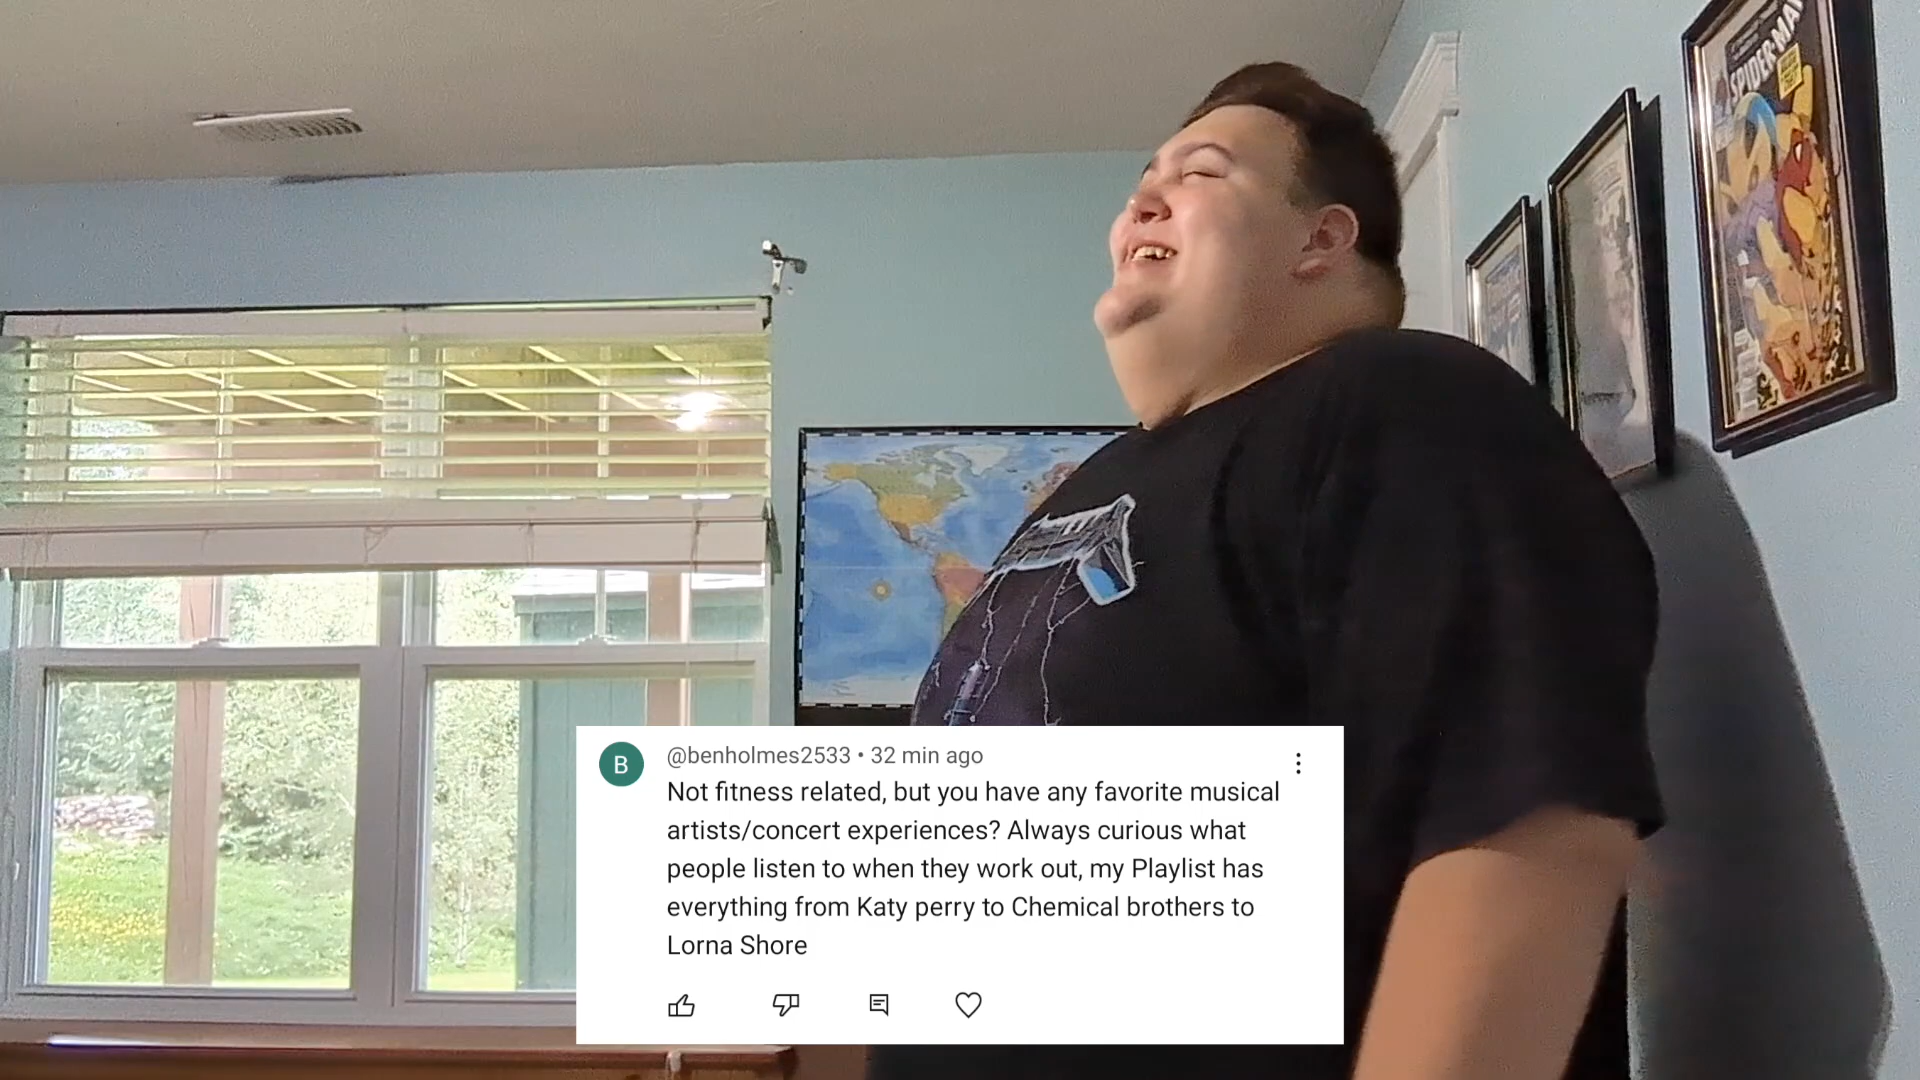 SPIDER-MAN
B
@benholmes2533 • 32 min ago
Not fitness related, but you have any favorite musical
artists/concert experiences? Always curious what
people listen to when they work out, my Playlist has
everything from Katy perry to Chemical brothers to
Lorna Shore